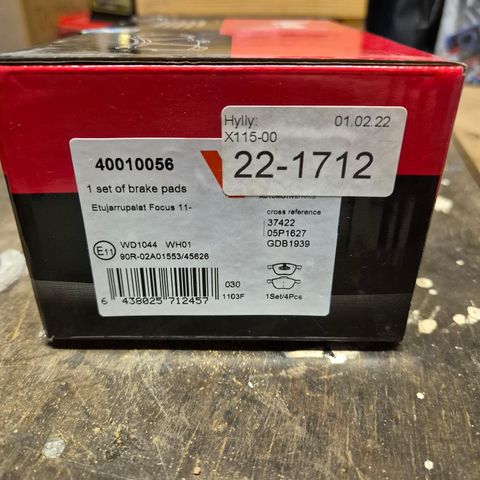 Hylly: 01.02.22
X115-00
22-1712
40010056
1 set of brake pads
Etujarrupalat Focus 11-
cross reference
37422
05P1627
GDB1939
E11 WD1044 WH01
90R-02A01553/45626
030
1103F
6 438025 712457
1Set/4Pcs